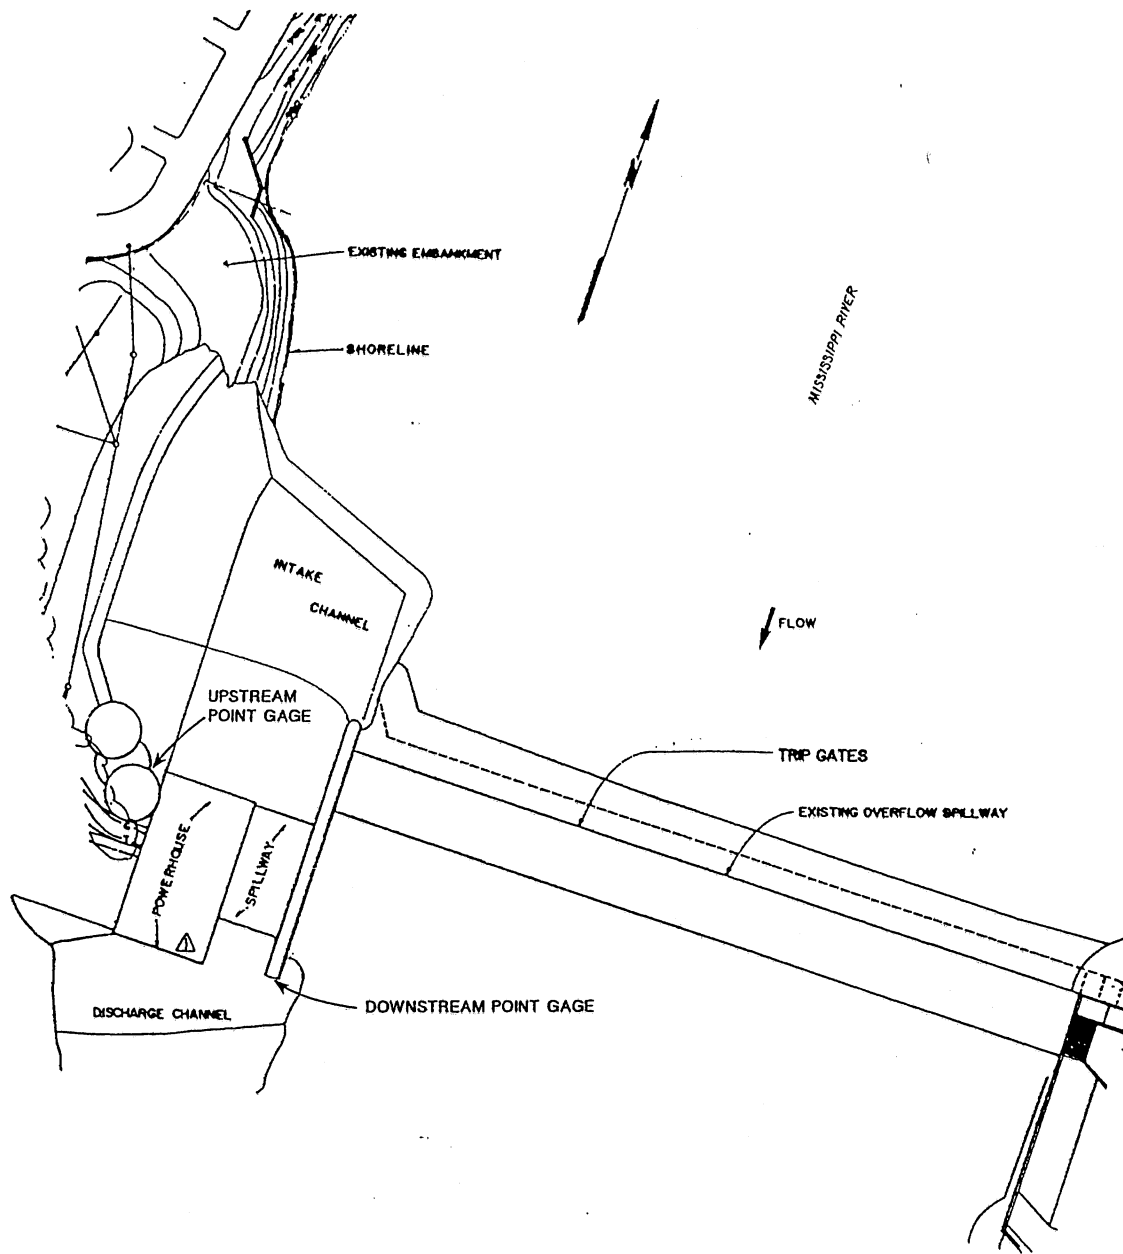 N
EXISTING EMBANKMENT
MISSISSIPPI RIVER
SHORELINE
INTAKE
CHANNEL
FLOW
UPSTREAM
POINT GAGE
TRIP GATES
EXISTING OVERFLOW SPILLWAY
POWERHOUSE
SPILLWAY
1
DOWNSTREAM POINT GAGE
DISCHARGE CHANNEL